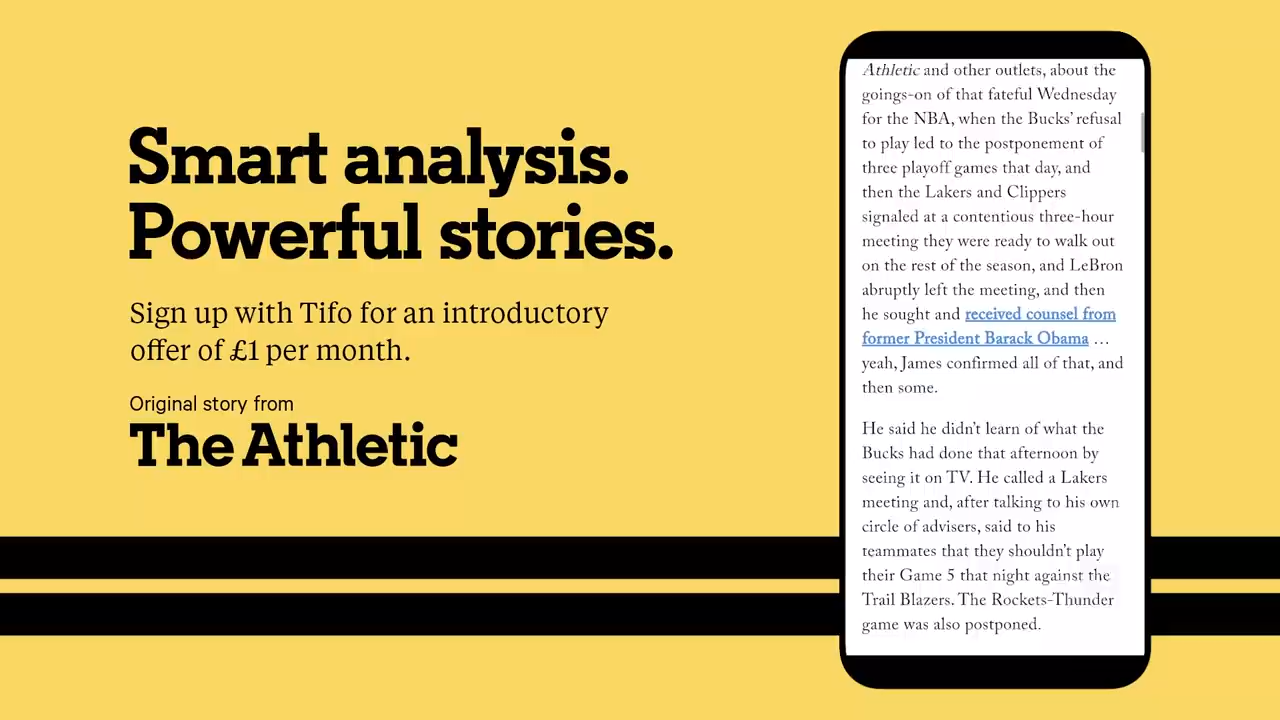 Smart analysis.
Powerful stories.
Sign up with Tifo for an introductory
offer of £1 per month.
Original story from
The Athletic
Athletic and other outlets, about the
goings-on of that fateful Wednesday
for the NBA, when the Bucks’ refusal
to play led to the postponement of
three playoff games that day, and
then the Lakers and Clippers
signaled at a contentious three-hour
meeting they were ready to walk out
on the rest of the season, and LeBron
abruptly left the meeting, and then
he sought and received counsel from
former President Barack Obama …
yeah, James confirmed all of that, and
then some.
He said he didn’t learn of what the
Bucks had done that afternoon by
seeing it on TV. He called a Lakers
meeting and, after talking to his own
circle of advisers, said to his
teammates that they shouldn’t play
their Game 5 that night against the
Trail Blazers. The Rockets-Thunder
game was also postponed.